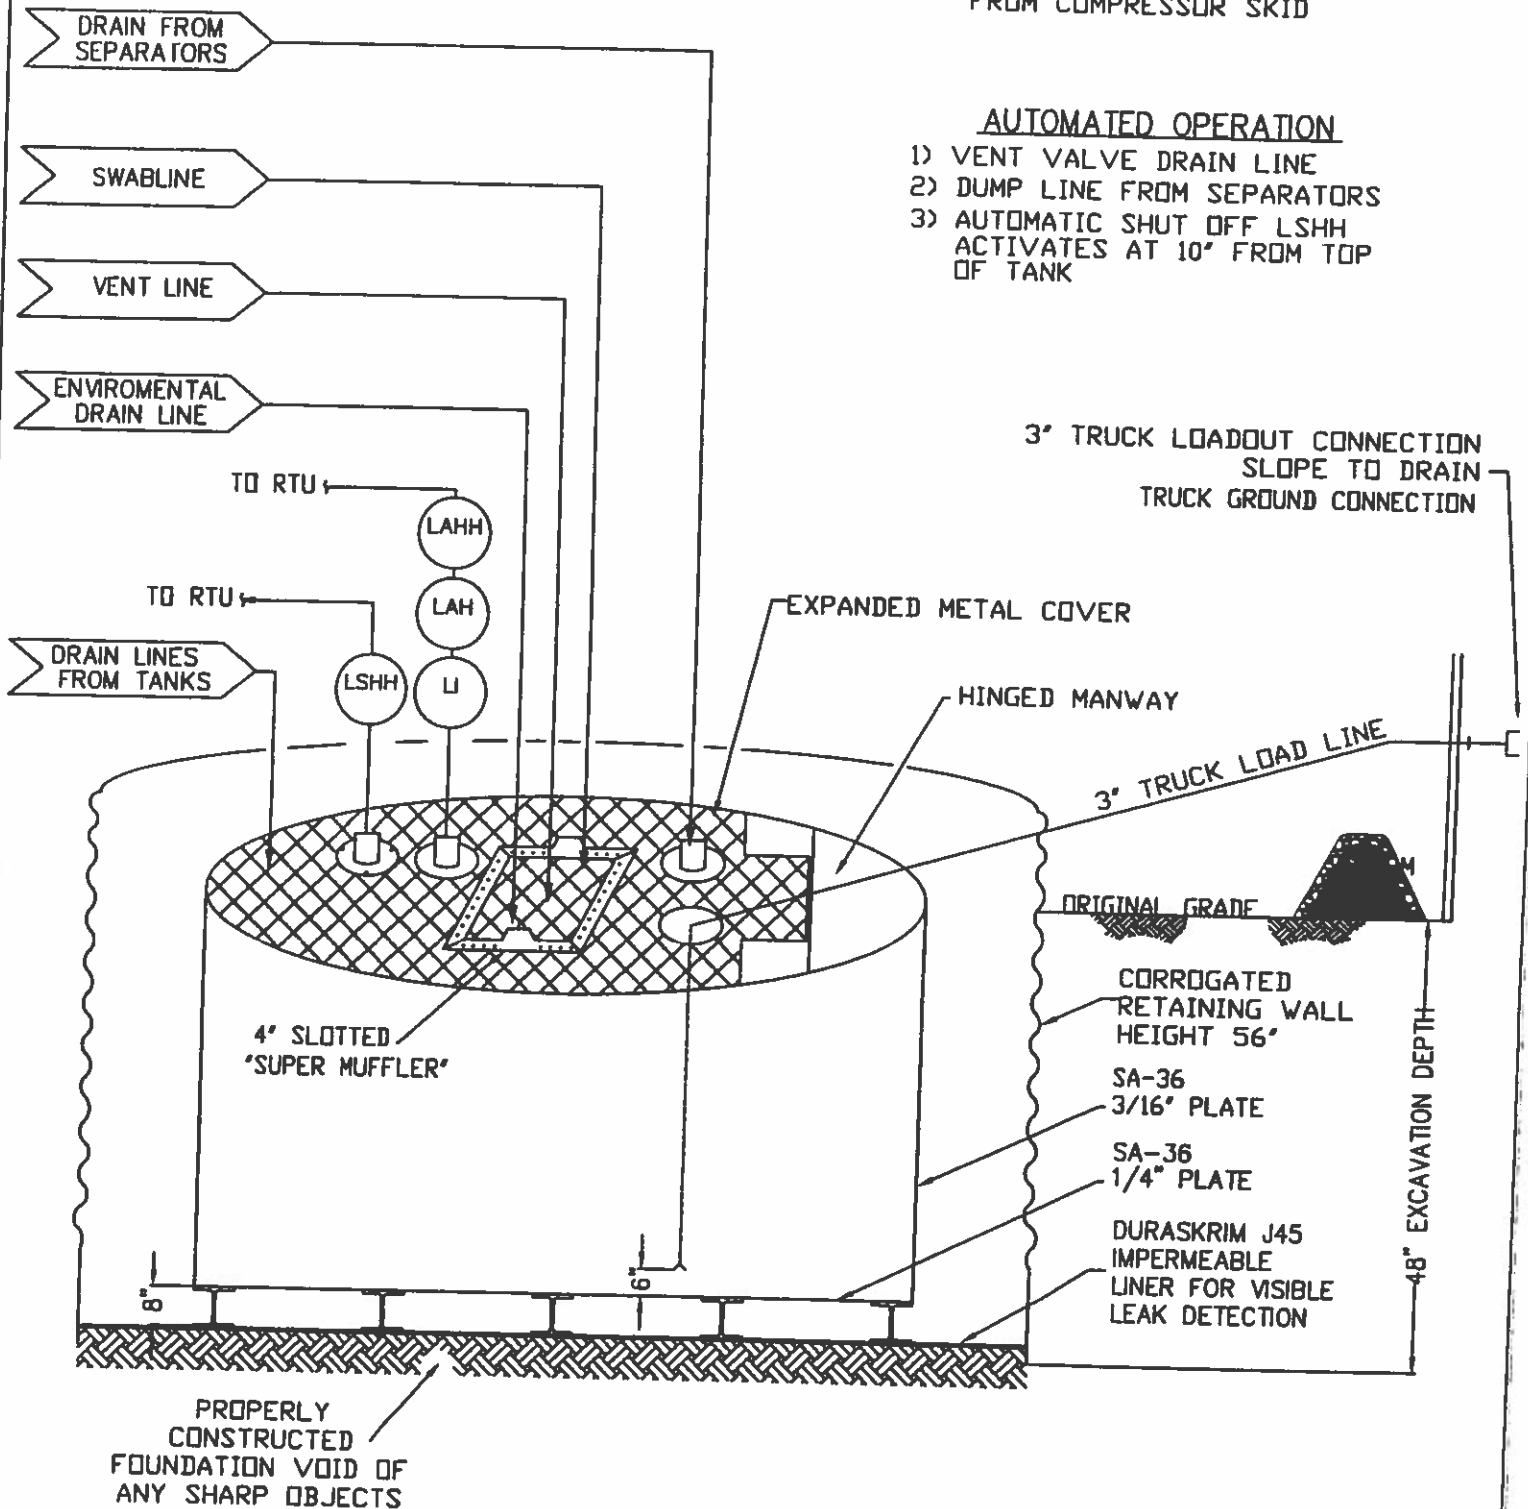 FROM COMPRESSOR SKID
DRAIN FROM
SEPARATORS
AUTOMATED OPERATION
1) VENT VALVE DRAIN LINE
2) DUMP LINE FROM SEPARATORS
3) AUTOMATIC SHUT OFF LSHH
ACTIVATES AT 10" FROM TOP
OF TANK
SWABLINE
VENT LINE
ENVIROMENTAL
DRAIN LINE
3" TRUCK LOADOUT CONNECTION
SLOPE TO DRAIN
TRUCK GROUND CONNECTION
TO RTU
LAHH
TO RTU
LAH
EXPANDED METAL COVER
DRAIN LINES
FROM TANKS
LSHH
LI
HINGED MANWAY
3" TRUCK LOAD LINE
M
ORIGINAL GRADE
CORROGATED
RETAINING WALL
HEIGHT 56"
4" SLOTTED
"SUPER MUFFLER"
SA-36
3/16" PLATE
SA-36
1/4" PLATE
48" EXCAVATION DEPTH
DURASKRIM J45
IMPERMEABLE
LINER FOR VISIBLE
LEAK DETECTION
8"
6"
PROPERLY
CONSTRUCTED
FOUNDATION VOID OF
ANY SHARP OBJECTS